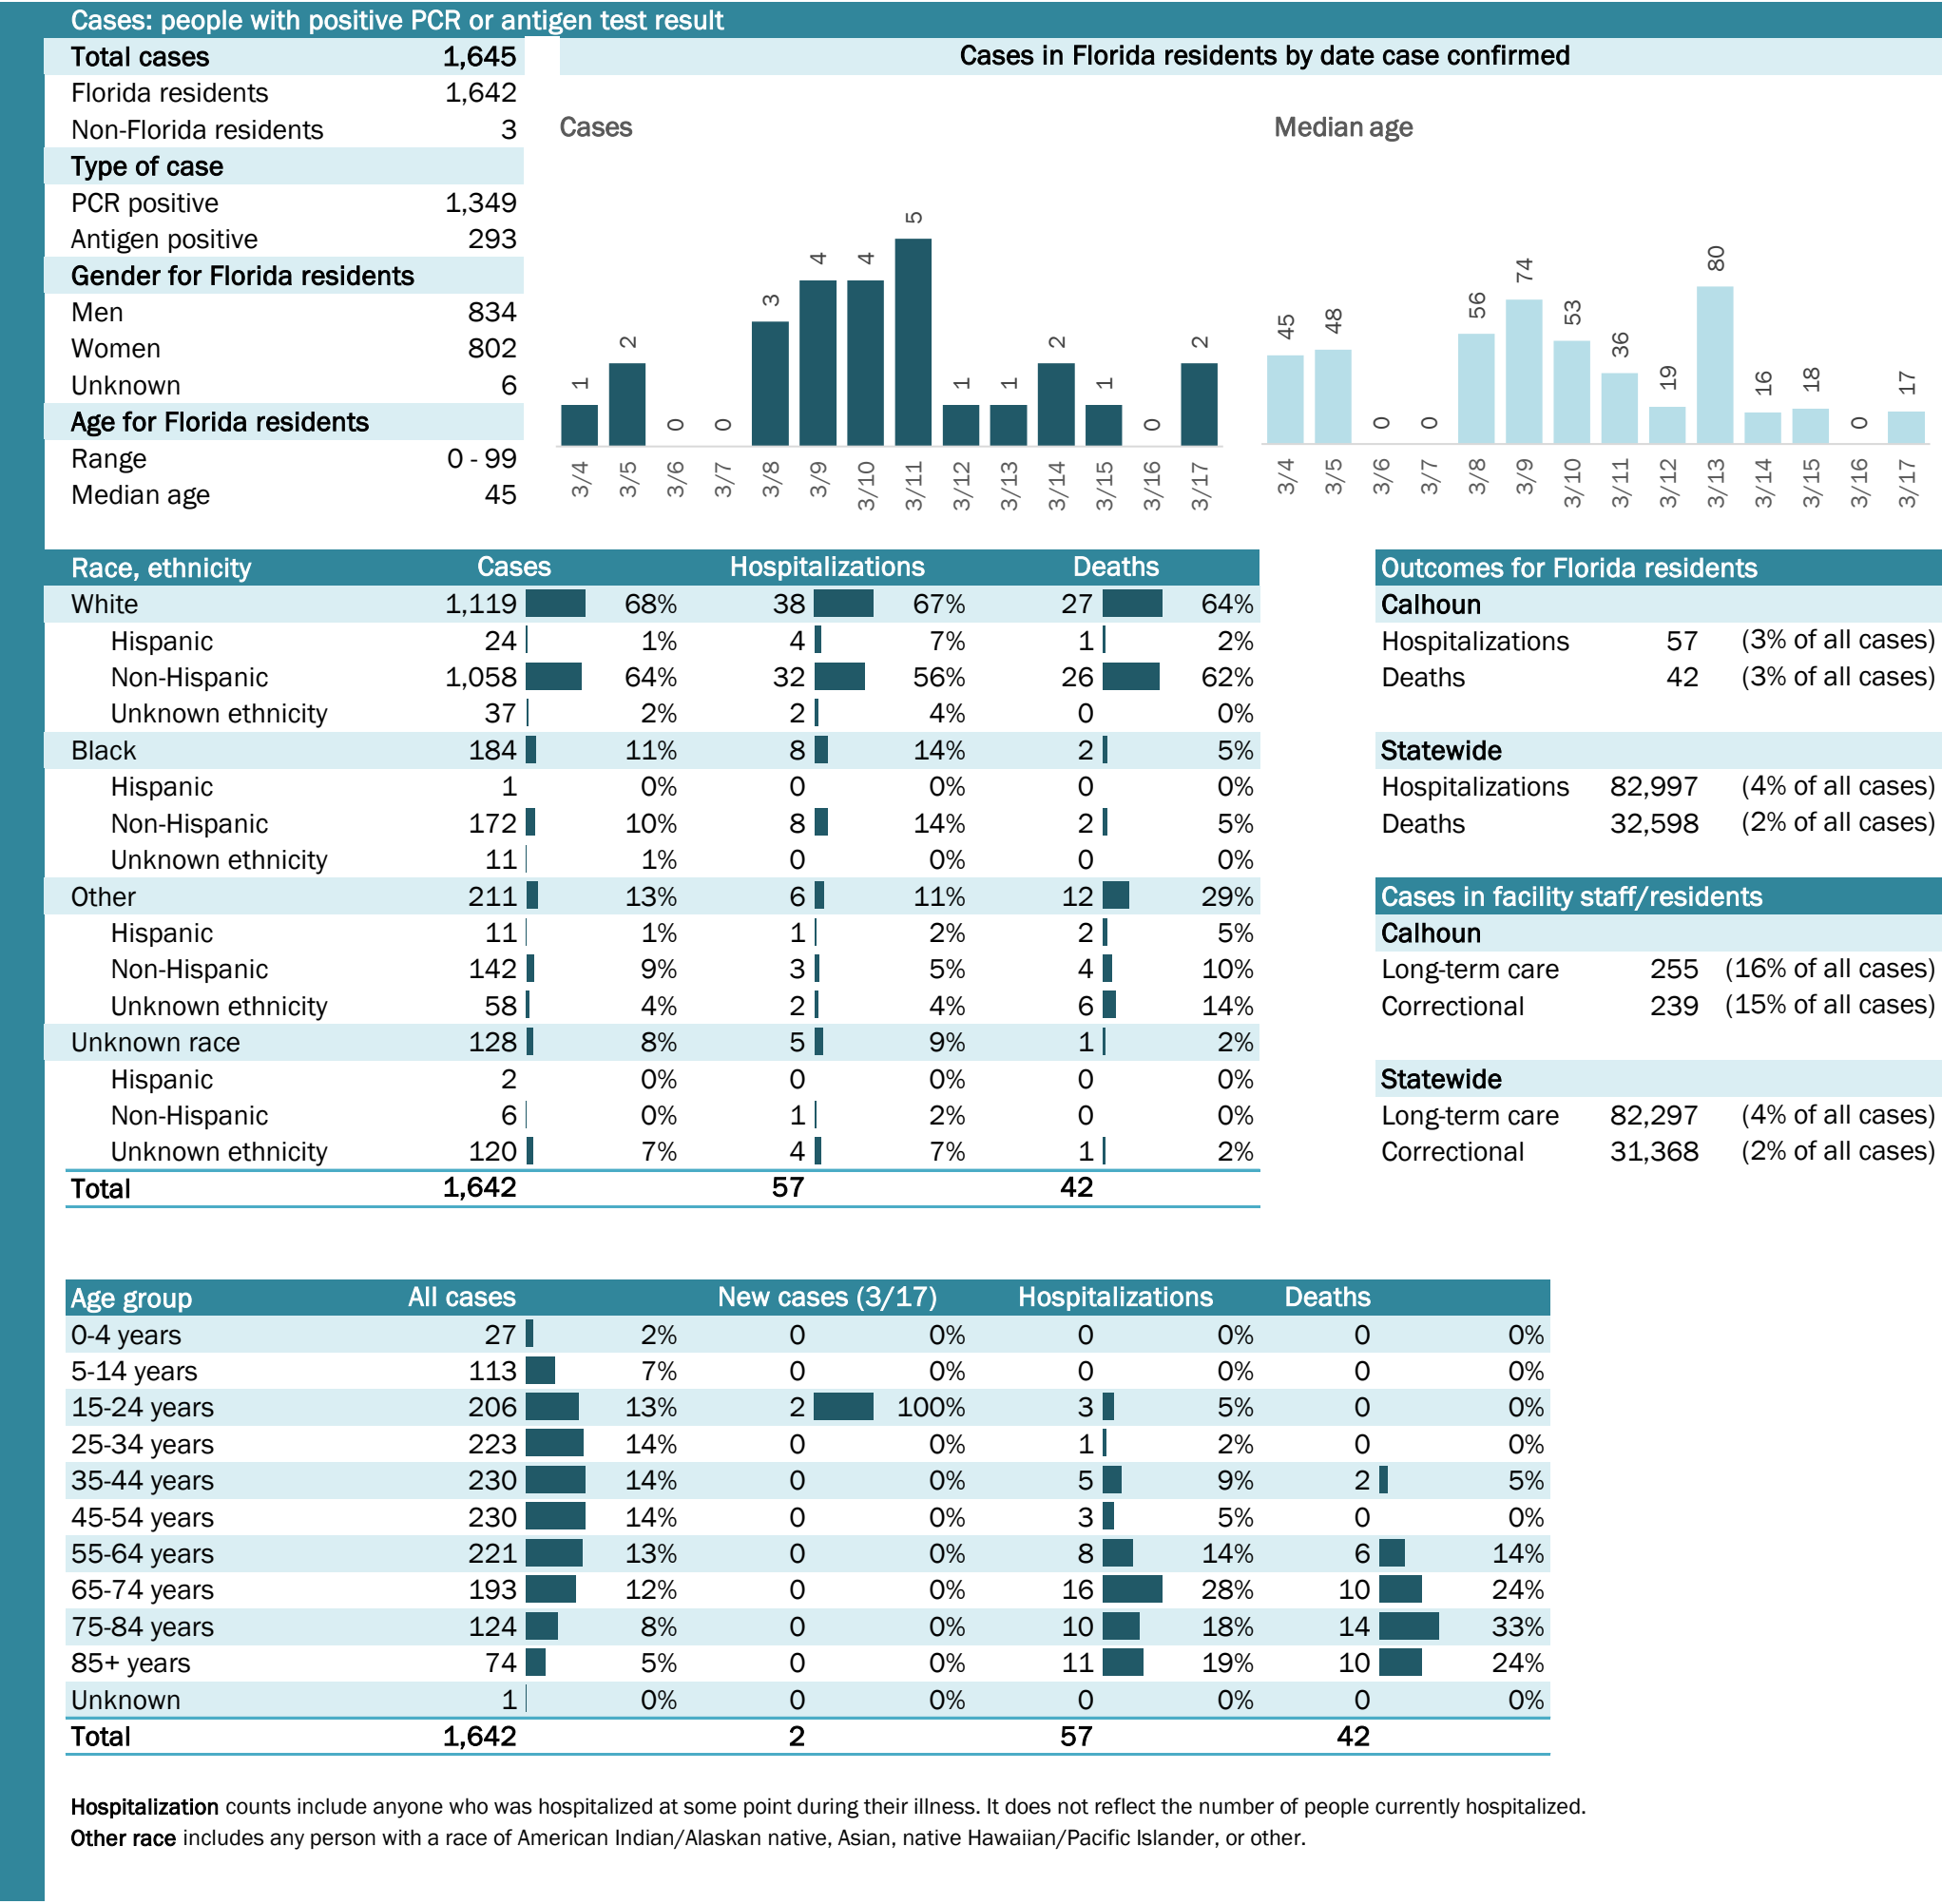 Cases: people with positive PCR or antigen test result
Total cases 1,645
Florida residents 1,642
Non-Florida residents 3
Type of case
PCR positive 1,349
Antigen positive 293
Gender for Florida residents
Men 834
Women 802
Unknown 6
Age for Florida residents
Range 0 - 99
Median age 45
Cases in Florida residents by date case confirmed
Cases
1 2 0 0 3 4 4 5 1 1 2 1 0 2
3/4 3/5 3/6 3/7 3/8 3/9 3/10 3/11 3/12 3/13 3/14 3/15 3/16 3/17
Median age
45 48 0 0 56 74 53 36 19 80 16 18 0 17
3/4 3/5 3/6 3/7 3/8 3/9 3/10 3/11 3/12 3/13 3/14 3/15 3/16 3/17
Race, ethnicity Cases Hospitalizations Deaths
White 1,119 68% 38 67% 27 64%
Hispanic 24 1% 4 7% 1 2%
Non-Hispanic 1,058 64% 32 56% 26 62%
Unknown ethnicity 37 2% 2 4% 0 0%
Black 184 11% 8 14% 2 5%
Hispanic 1 0% 0 0% 0 0%
Non-Hispanic 172 10% 8 14% 2 5%
Unknown ethnicity 11 1% 0 0% 0 0%
Other 211 13% 6 11% 12 29%
Hispanic 11 1% 1 2% 2 5%
Non-Hispanic 142 9% 3 5% 4 10%
Unknown ethnicity 58 4% 2 4% 6 14%
Unknown race 128 8% 5 9% 1 2%
Hispanic 2 0% 0 0% 0 0%
Non-Hispanic 6 0% 1 2% 0 0%
Unknown ethnicity 120 7% 4 7% 1 2%
Total 1,642 57 42
Outcomes for Florida residents
Calhoun
Hospitalizations 57 (3% of all cases)
Deaths 42 (3% of all cases)
Statewide
Hospitalizations 82,997 (4% of all cases)
Deaths 32,598 (2% of all cases)
Cases in facility staff/residents
Calhoun
Long-term care 255 (16% of all cases)
Correctional 239 (15% of all cases)
Statewide
Long-term care 82,297 (4% of all cases)
Correctional 31,368 (2% of all cases)
Age group All cases New cases (3/17) Hospitalizations Deaths
0-4 years 27 2% 0 0% 0 0% 0 0%
5-14 years 113 7% 0 0% 0 0% 0 0%
15-24 years 206 13% 2 100% 3 5% 0 0%
25-34 years 223 14% 0 0% 1 2% 0 0%
35-44 years 230 14% 0 0% 5 9% 2 5%
45-54 years 230 14% 0 0% 3 5% 0 0%
55-64 years 221 13% 0 0% 8 14% 6 14%
65-74 years 193 12% 0 0% 16 28% 10 24%
75-84 years 124 8% 0 0% 10 18% 14 33%
85+ years 74 5% 0 0% 11 19% 10 24%
Unknown 1 0% 0 0% 0 0% 0 0%
Total 1,642 2 57 42
Hospitalization counts include anyone who was hospitalized at some point during their illness. It does not reflect the number of people currently hospitalized.
Other race includes any person with a race of American Indian/Alaskan native, Asian, native Hawaiian/Pacific Islander, or other.